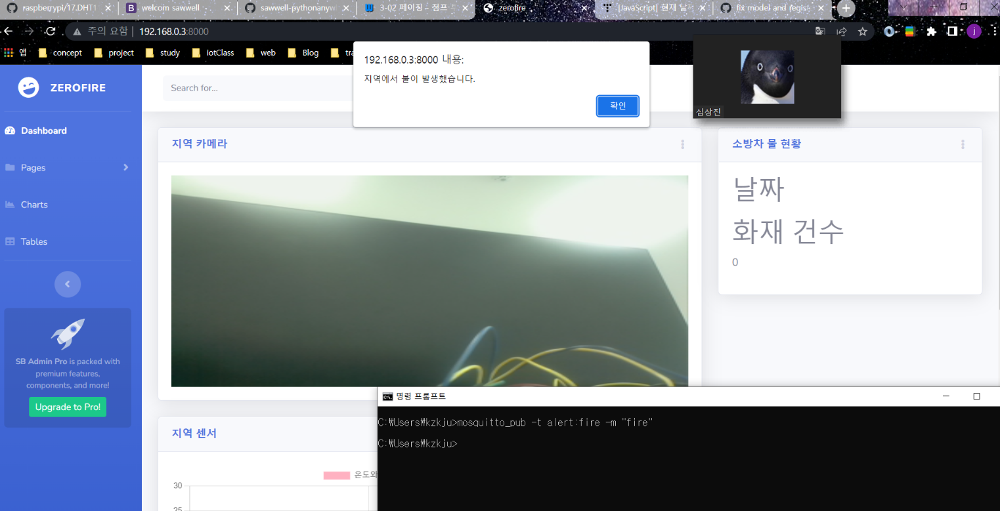 raspberrypi/17.DHT1
welcom sawwell
sawwell-pythonanyw
3-02 페이징 - 점프 투
zerofire
[JavaScript] 현재 날짜
fix model and regis
주의 요함 | 192.168.0.3:8000
앱 concept project study iotClass web Blog tra
192.168.0.3:8000 내용:
지역에서 불이 발생했습니다.
확인
심상진
j
ZEROFIRE
Search for...
Dashboard
Pages
Charts
Tables
SB Admin Pro is packed with
premium features,
components, and more!
Upgrade to Pro!
지역 카메라
소방차 물 현황
날짜
화재 건수
0
지역 센서
온도와
30
25
명령 프롬프트
C:\Users\kzkju>mosquitto_pub -t alert:fire -m "fire"
C:\Users\kzkju>